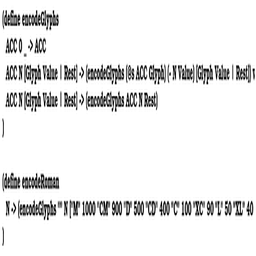 (define encodeGlyphs
ACC 0 _ -> ACC
ACC N [Glyph Value | Rest] -> (encodeGlyphs (@s ACC Glyph) (- N Value) [Glyph Value | Rest])
ACC N [Glyph Value | Rest] -> (encodeGlyphs ACC N Rest)
)
(define encodeRoman
N -> (encodeGlyphs "" N ["M" 1000 "CM" 900 "D" 500 "CD" 400 "C" 100 "XC" 90 "L" 50 "XL" 40
)